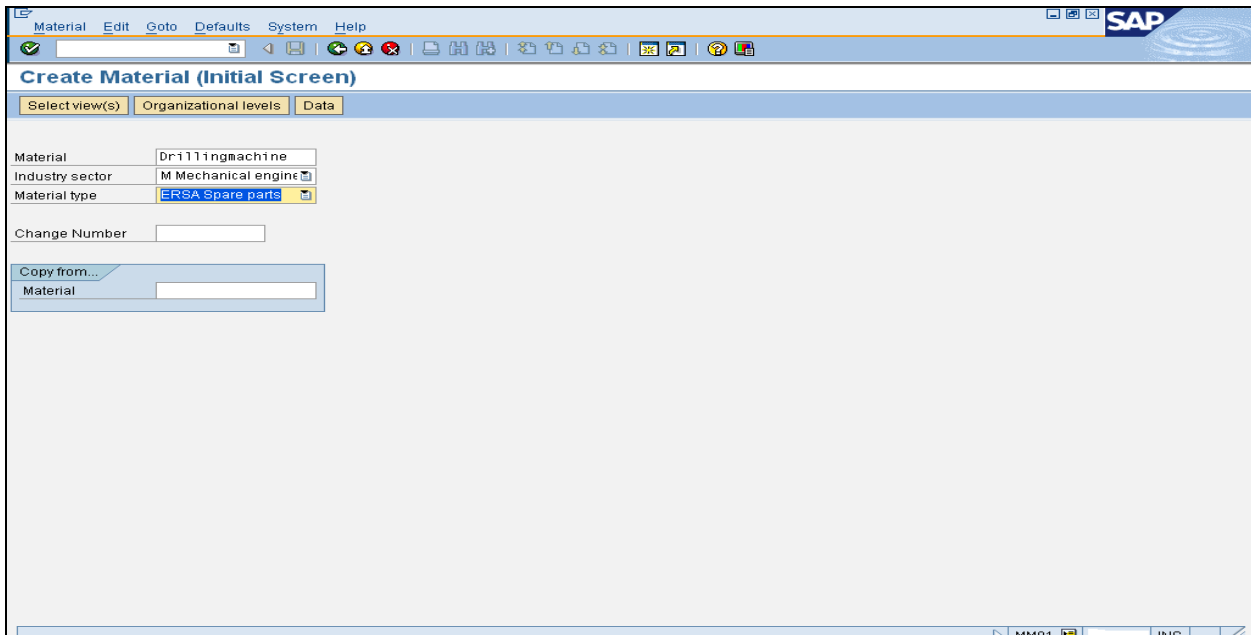 Material Edit Goto Defaults System Help
SAP
Create Material (Initial Screen)
Select view(s) Organizational levels Data
Material Drillingmachine
Industry sector M Mechanical engine
Material type ERSA Spare parts
Change Number
Copy from...
Material
MM01 INS